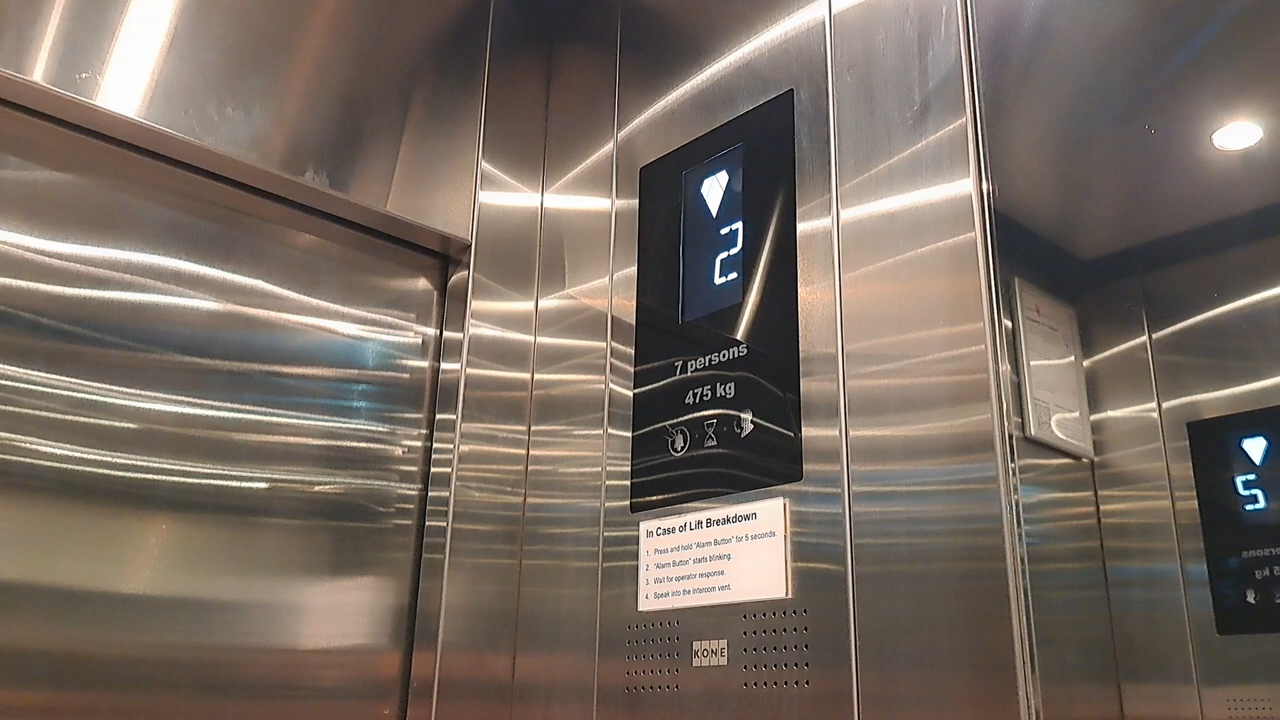 2
7 persons
475 kg
In Case of Lift Breakdown
1. Press and hold "Alarm Button" for 5 seconds.
2. "Alarm Button" starts blinking.
3. Wait for operator response.
4. Speak into the intercom vent.
KONE